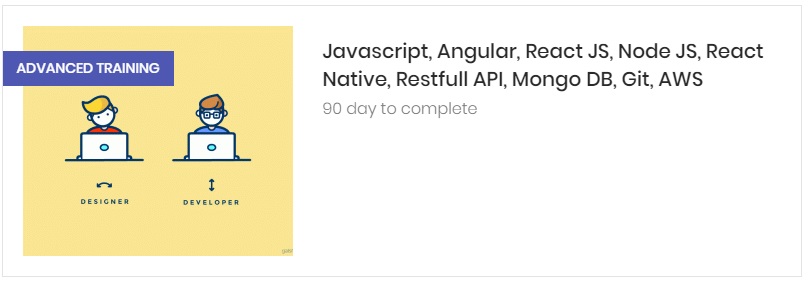 ADVANCED TRAINING
DESIGNER
DEVELOPER
Javascript, Angular, React JS, Node JS, React
Native, Restfull API, Mongo DB, Git, AWS
90 day to complete